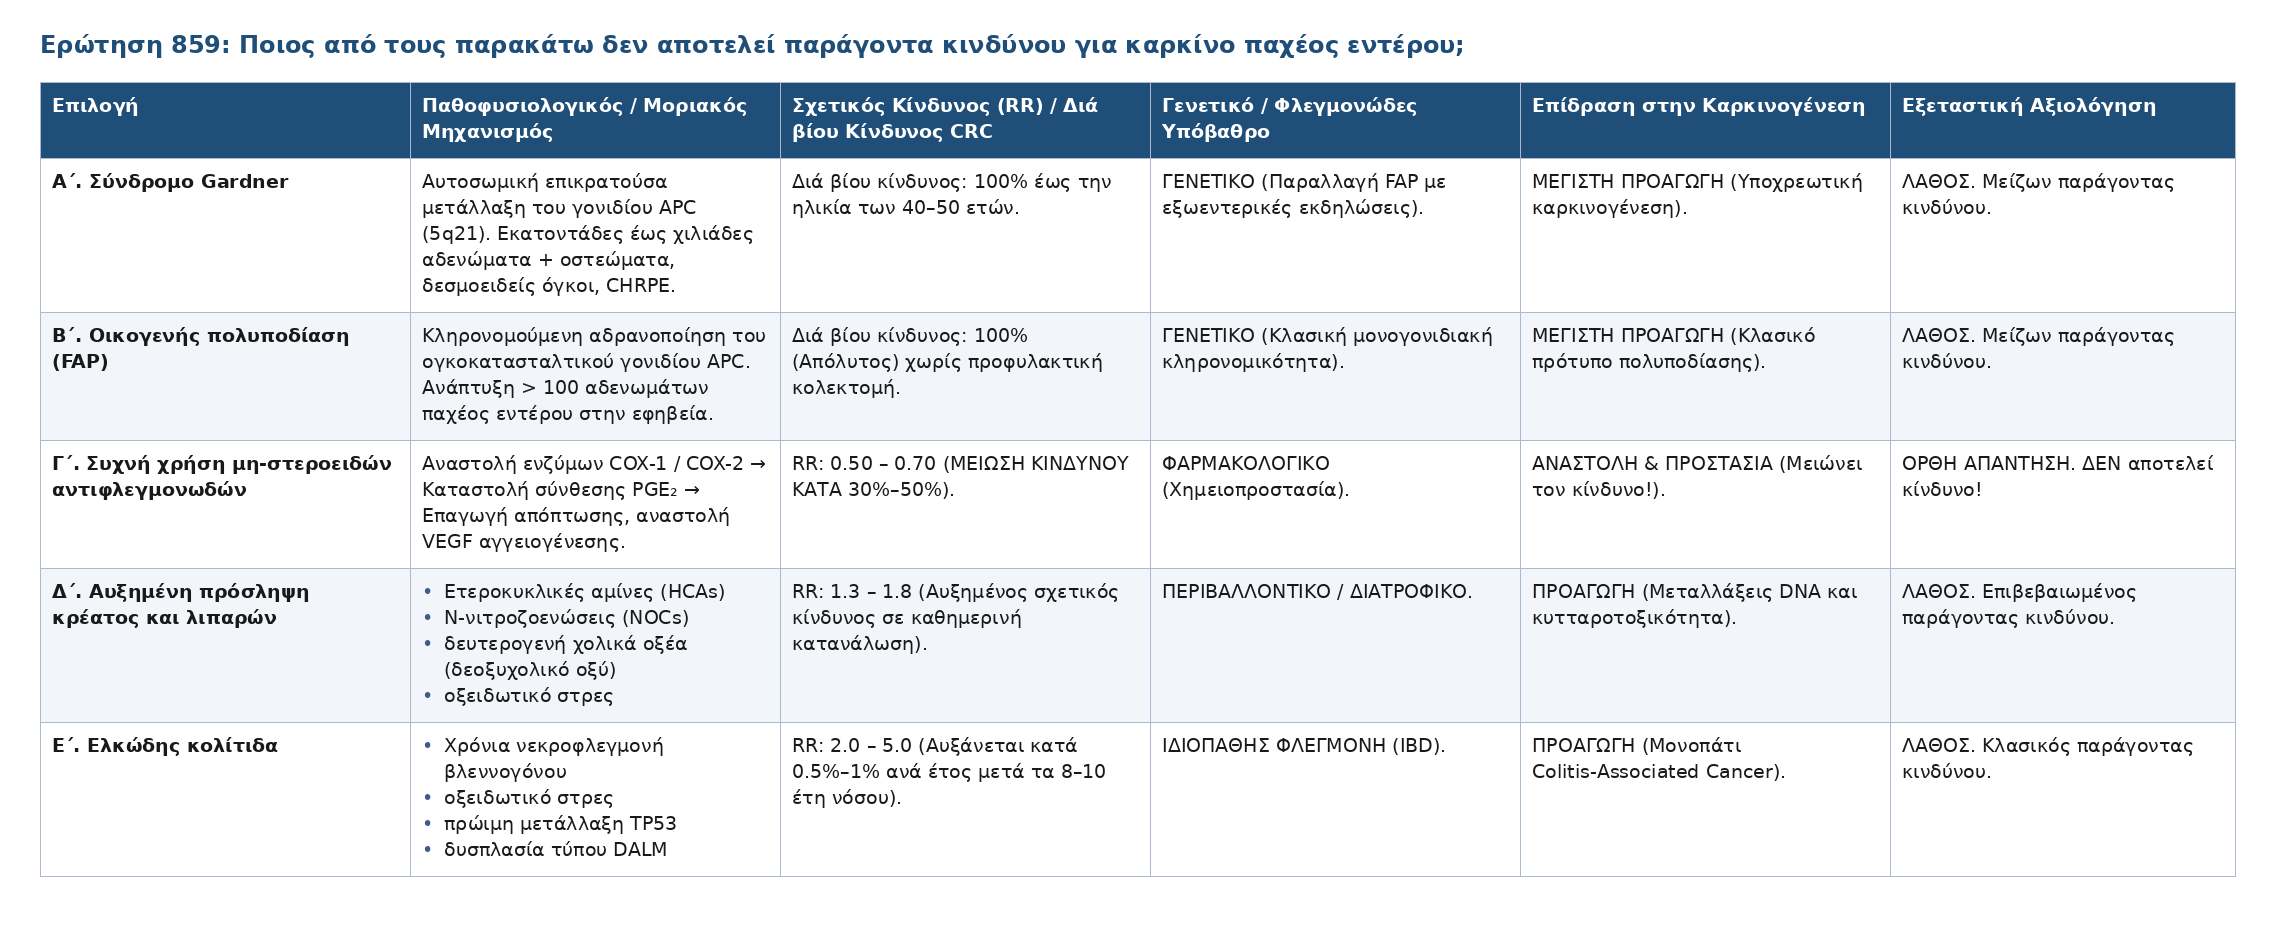 Ερώτηση 859: Ποιος από τους παρακάτω δεν αποτελεί παράγοντα κινδύνου για καρκίνο παχέος εντέρου;
Επιλογή
Παθοφυσιολογικός / Μοριακός
Μηχανισμός
Σχετικός Κίνδυνος (RR) / Διά
βίου Κίνδυνος CRC
Γενετικό / Φλεγμονώδες
Υπόβαθρο
Επίδραση στην Καρκινογένεση
Εξεταστική Αξιολόγηση
Α΄. Σύνδρομο Gardner
Αυτοσωμική επικρατούσα
μετάλλαξη του γονιδίου APC
(5q21). Εκατοντάδες έως χιλιάδες
αδενώματα + οστεώματα,
δεσμοειδείς όγκοι, CHRPE.
Διά βίου κίνδυνος: 100% έως την
ηλικία των 40–50 ετών.
ΓΕΝΕΤΙΚΟ (Παραλλαγή FAP με
εξωεντερικές εκδηλώσεις).
ΜΕΓΙΣΤΗ ΠΡΟΑΓΩΓΗ (Υποχρεωτική
καρκινογένεση).
ΛΑΘΟΣ. Μείζων παράγοντας
κινδύνου.
Β΄. Οικογενής πολυποδίαση
(FAP)
Κληρονομούμενη αδρανοποίηση του
ογκοκατασταλτικού γονιδίου APC.
Ανάπτυξη > 100 αδενωμάτων
παχέος εντέρου στην εφηβεία.
Διά βίου κίνδυνος: 100%
(Απόλυτος) χωρίς προφυλακτική
κολεκτομή.
ΓΕΝΕΤΙΚΟ (Κλασική μονογονιδιακή
κληρονομικότητα).
ΜΕΓΙΣΤΗ ΠΡΟΑΓΩΓΗ (Κλασικό
πρότυπο πολυποδίασης).
ΛΑΘΟΣ. Μείζων παράγοντας
κινδύνου.
Γ΄. Συχνή χρήση μη-στεροειδών
αντιφλεγμονωδών
Αναστολή ενζύμων COX-1 / COX-2 →
Καταστολή σύνθεσης PGE₂ →
Επαγωγή απόπτωσης, αναστολή
VEGF αγγειογένεσης.
RR: 0.50 – 0.70 (ΜΕΙΩΣΗ ΚΙΝΔΥΝΟΥ
ΚΑΤΑ 30%–50%).
ΦΑΡΜΑΚΟΛΟΓΙΚΟ
(Χημειοπροστασία).
ΑΝΑΣΤΟΛΗ & ΠΡΟΣΤΑΣΙΑ (Μειώνει
τον κίνδυνο!).
ΟΡΘΗ ΑΠΑΝΤΗΣΗ. ΔΕΝ αποτελεί
κίνδυνο!
Δ΄. Αυξημένη πρόσληψη
κρέατος και λιπαρών
• Ετεροκυκλικές αμίνες (HCAs)
• N-νιτροζοενώσεις (NOCs)
• δευτερογενή χολικά οξέα
(δεοξυχολικό οξύ)
• οξειδωτικό στρες
RR: 1.3 – 1.8 (Αυξημένος σχετικός
κίνδυνος σε καθημερινή
κατανάλωση).
ΠΕΡΙΒΑΛΛΟΝΤΙΚΟ / ΔΙΑΤΡΟΦΙΚΟ.
ΠΡΟΑΓΩΓΗ (Μεταλλάξεις DNA και
κυτταροτοξικότητα).
ΛΑΘΟΣ. Επιβεβαιωμένος
παράγοντας κινδύνου.
Ε΄. Ελκώδης κολίτιδα
• Χρόνια νεκροφλεγμονή
βλεννογόνου
• οξειδωτικό στρες
• πρώιμη μετάλλαξη TP53
• δυσπλασία τύπου DALM
RR: 2.0 – 5.0 (Αυξάνεται κατά
0.5%–1% ανά έτος μετά τα 8–10
έτη νόσου).
ΙΔΙΟΠΑΘΗΣ ΦΛΕΓΜΟΝΗ (IBD).
ΠΡΟΑΓΩΓΗ (Μονοπάτι
Colitis-Associated Cancer).
ΛΑΘΟΣ. Κλασικός παράγοντας
κινδύνου.